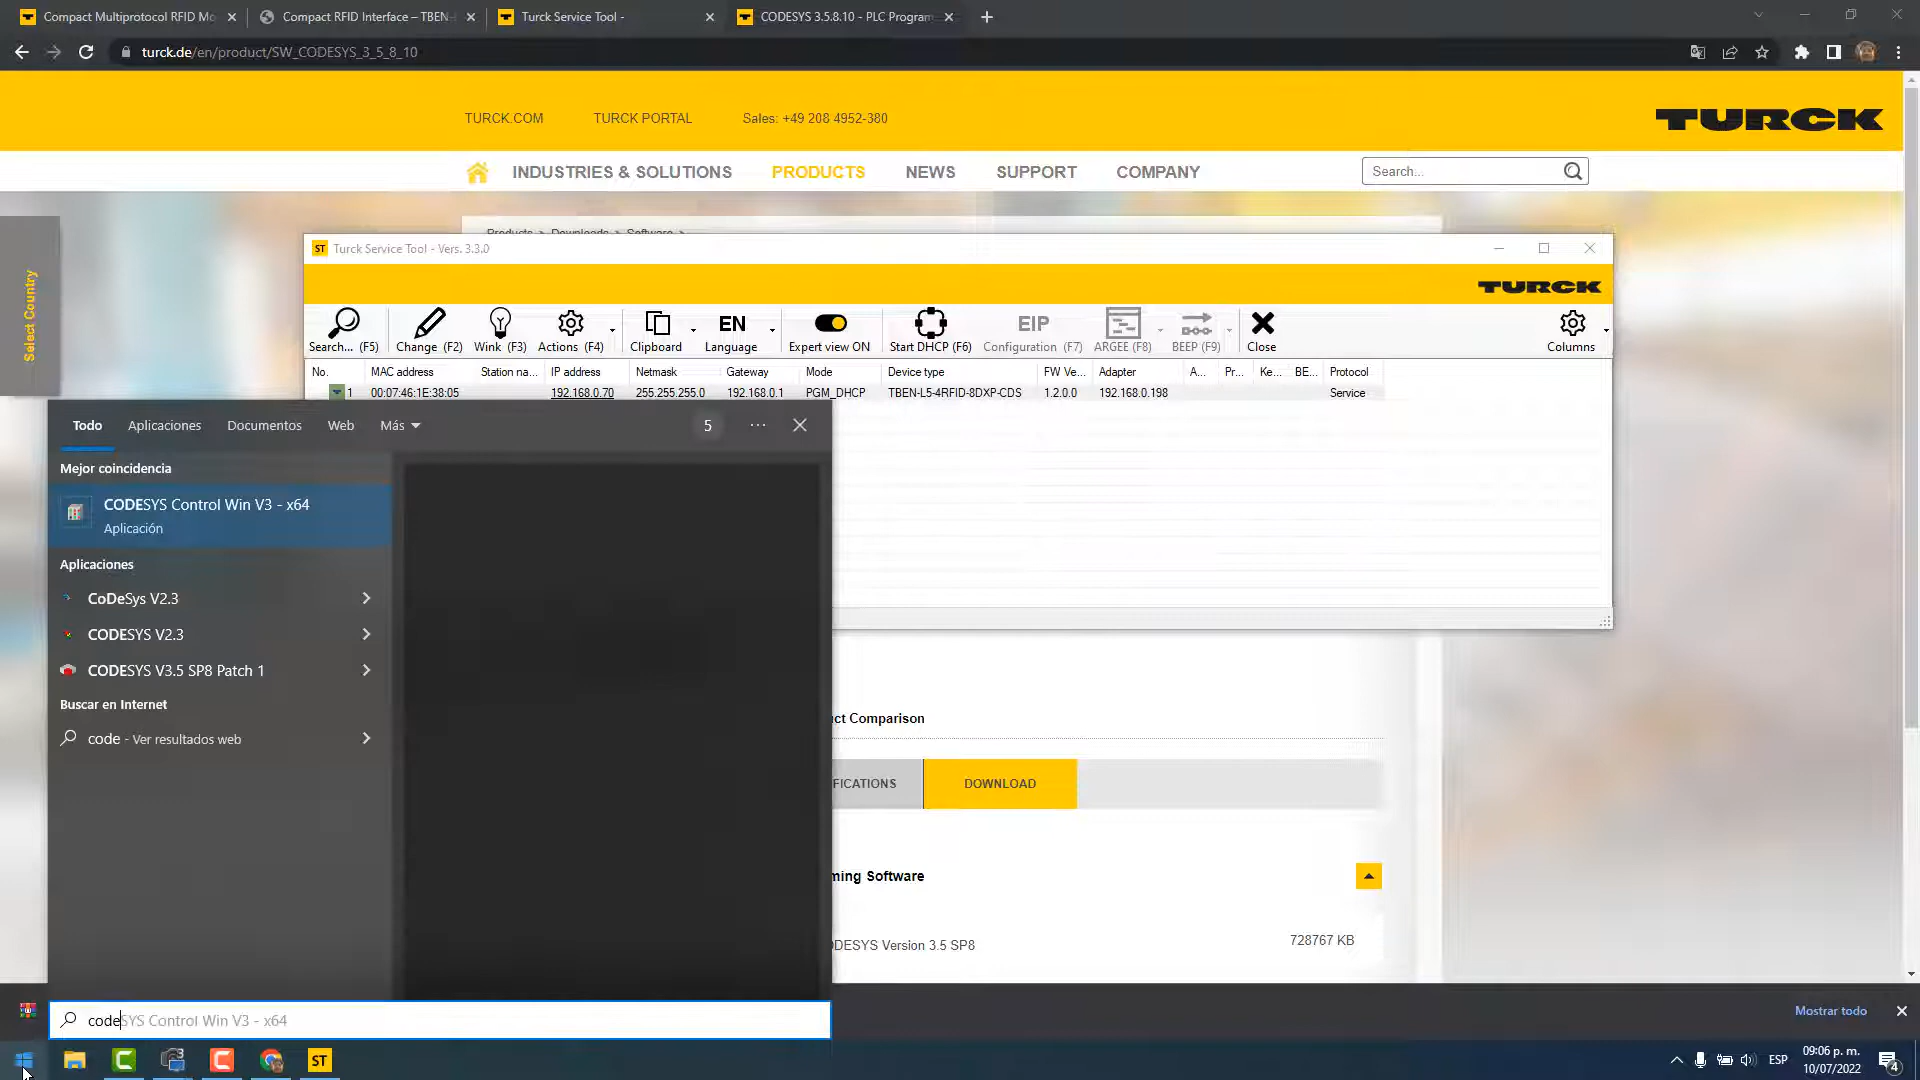 Compact Multiprotocol RFID Mo
Compact RFID Interface – TBEN-
Turck Service Tool -
CODESYS 3.5.8.10 - PLC Program
turck.de/en/product/SW_CODESYS_3_5_8_10
TURCK.COM
TURCK PORTAL
Sales: +49 208 4952-380
TURCK
INDUSTRIES & SOLUTIONS
PRODUCTS
NEWS
SUPPORT
COMPANY
Search...
Products > Downloads > Software >
Select Country
ST Turck Service Tool - Vers. 3.3.0
TURCK
EN
EIP
Search... (F5)
Change (F2)
Wink (F3)
Actions (F4)
Clipboard
Language
Expert view ON
Start DHCP (F6)
Configuration (F7)
ARGEE (F8)
BEEP (F9)
Close
Columns
No. MAC address Station na... IP address Netmask Gateway Mode Device type FW Ve... Adapter A... Pr... Ke... BE... Protocol
1 00:07:46:1E:38:05 192.168.0.70 255.255.255.0 192.168.0.1 PGM_DHCP TBEN-L5-4RFID-8DXP-CDS 1.2.0.0 192.168.0.198 Service
Todo
Aplicaciones
Documentos
Web
Más
5
Mejor coincidencia
CODESYS Control Win V3 - x64
Aplicación
Aplicaciones
CoDeSys V2.3
CODESYS V2.3
CODESYS V3.5 SP8 Patch 1
Buscar en Internet
code - Ver resultados web
ct Comparison
FICATIONS
DOWNLOAD
ming Software
DESYS Version 3.5 SP8
728767 KB
codeSYS Control Win V3 - x64
Mostrar todo
ST
ESP
09:06 p. m.
10/07/2022
4